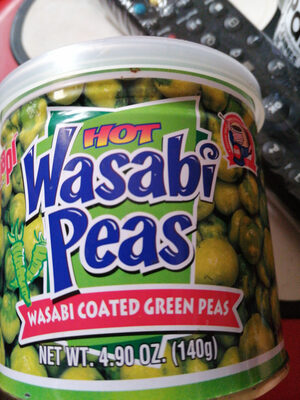 HOT
Wasabi
Peas
WASABI COATED GREEN PEAS
NET WT. 4.90 OZ. (140g)